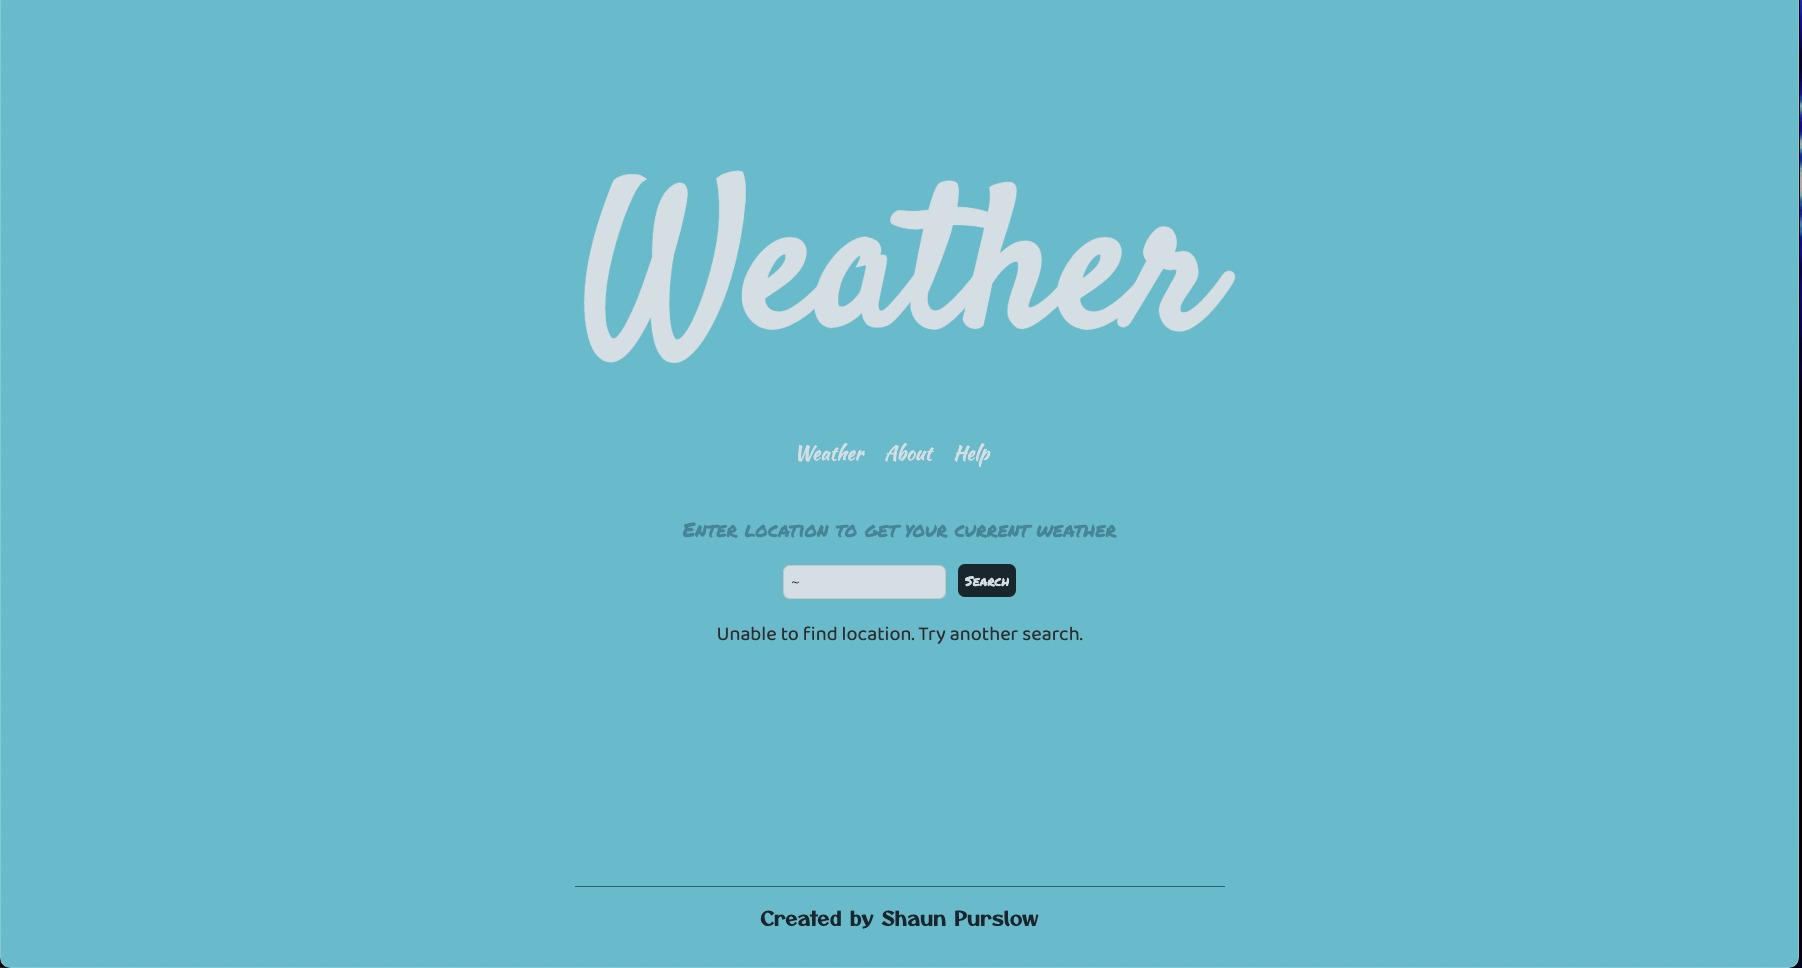 Weather
Weather About Help
Enter location to get your current weather
~ Search
Unable to find location. Try another search.
Created by Shaun Purslow